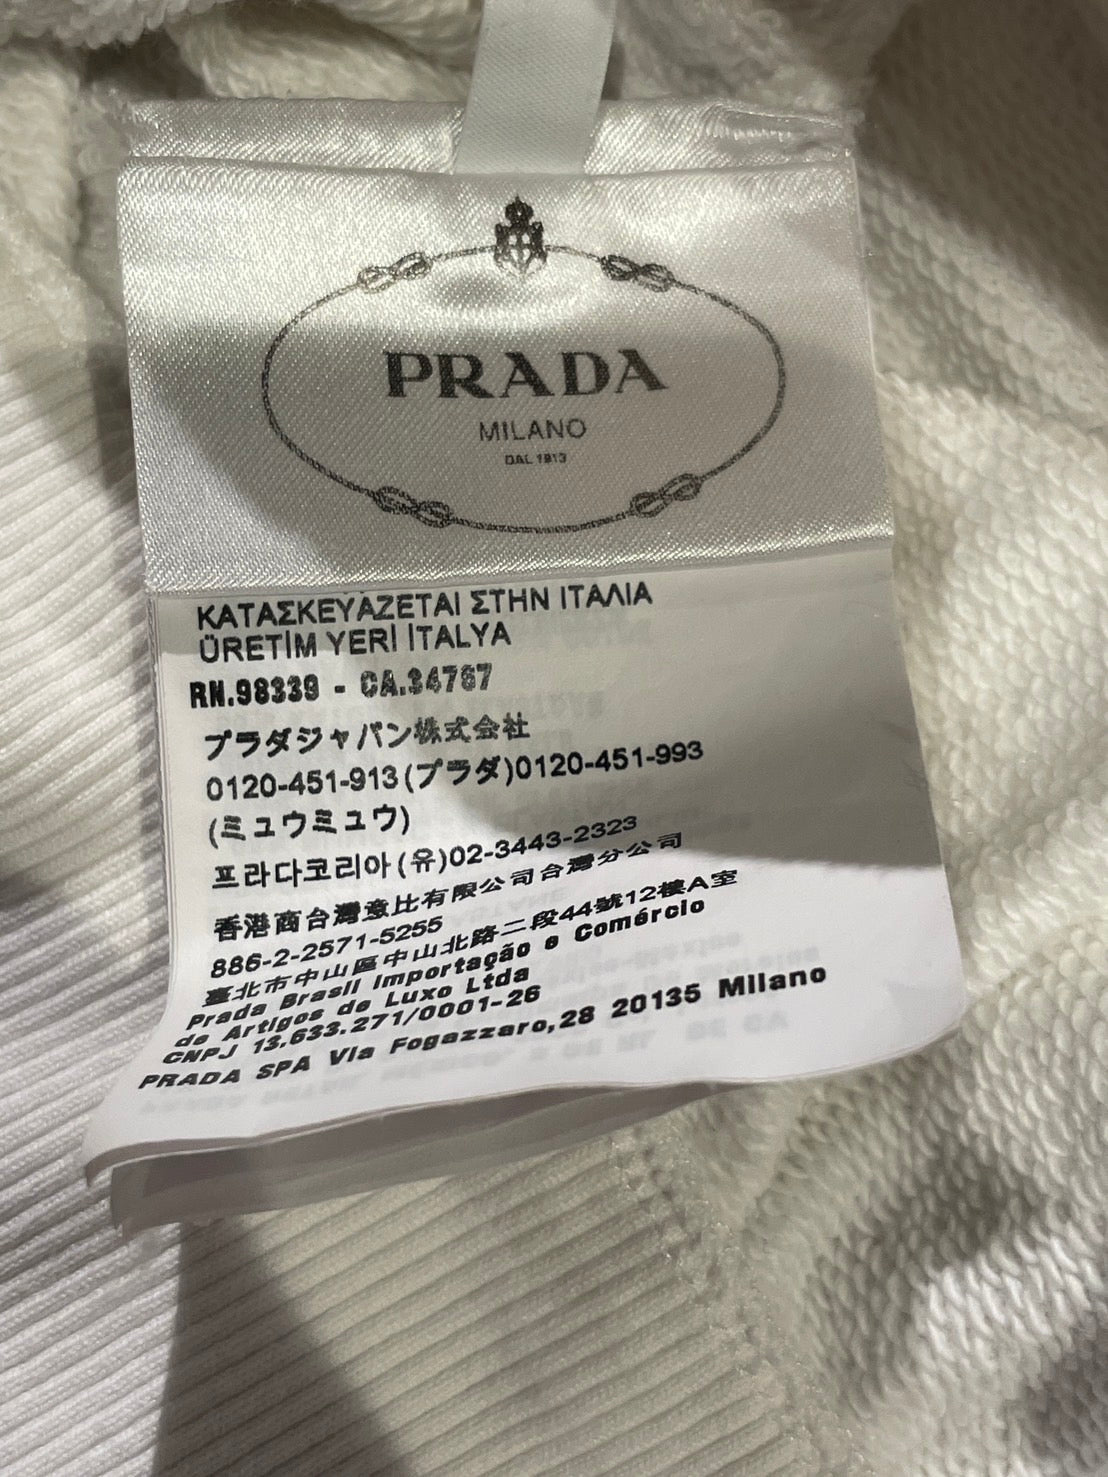 PRADA
MILANO
DAL 1913
ΚΑΤΑΣΚΕΥΑΖΕΤΑΙ ΣΤΗΝ ΙΤΑΛΙΑ
ÜRETİM YERİ İTALYA
RN.98339 - CA.34767
プラダジャパン株式会社
0120-451-913(プラダ)0120-451-993
(ミュウミュウ)
프라다코리아(유)02-3443-2323
香港商台灣意比有限公司台灣分公司
886-2-2571-5255
臺北市中山區中山北路二段44號12樓A室
Prada Brasil Importação e Comércio
de Artigos de Luxo Ltda
CNPJ 13.633.271/0001-26
PRADA SPA Via Fogazzaro,28 20135 Milano